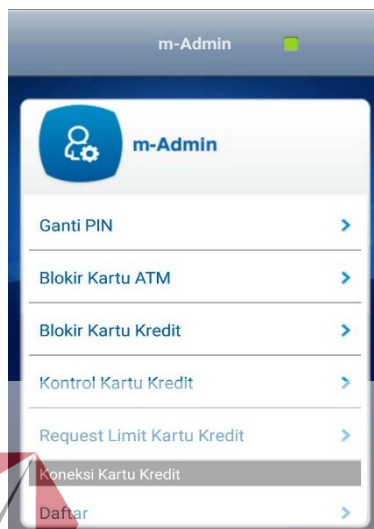 m-Admin
m-Admin
Ganti PIN
Blokir Kartu ATM
Blokir Kartu Kredit
Kontrol Kartu Kredit
Request Limit Kartu Kredit
Koneksi Kartu Kredit
Daftar